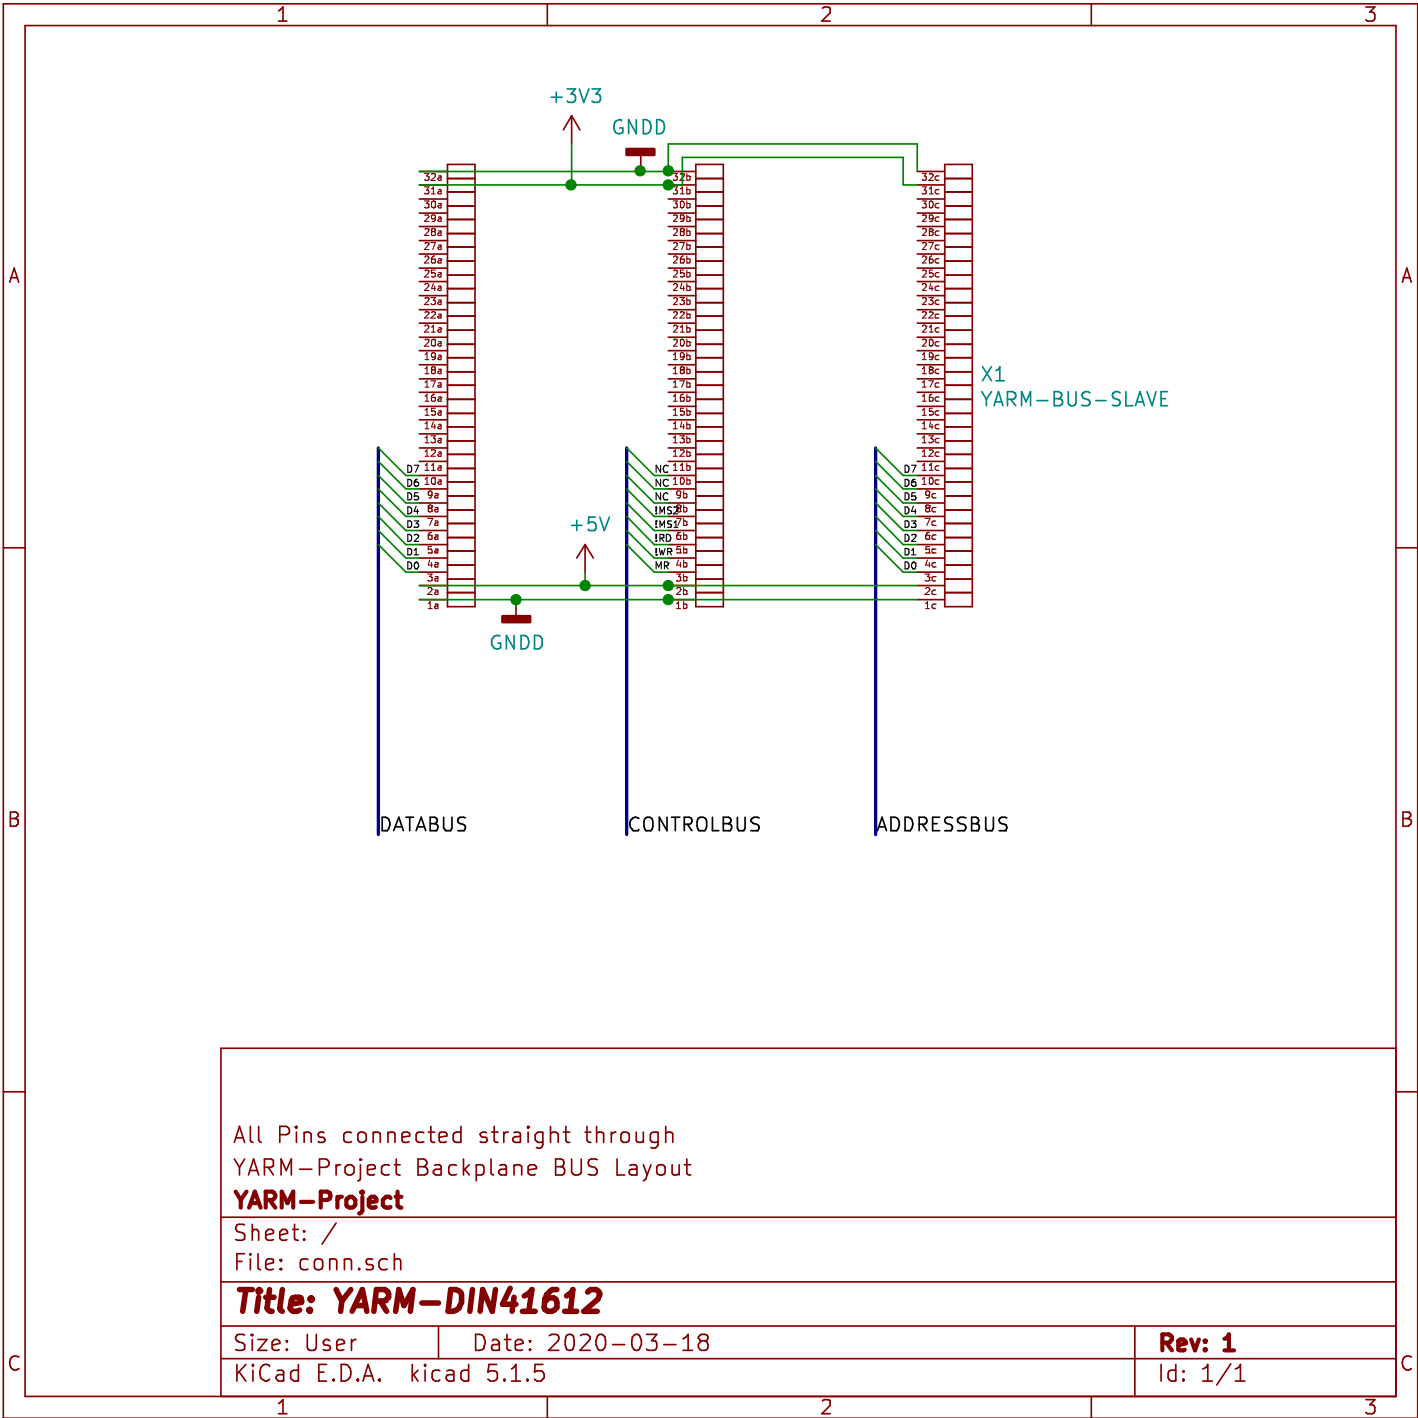 1 2 3
+3V3
GNDD
32a 32b 32c
31a 31b 31c
30a 30b 30c
29a 29b 29c
28a 28b 28c
27a 27b 27c
26a 26b 26c
25a 25b 25c
A A
24a 24b 24c
23a 23b 23c
22a 22b 22c
21a 21b 21c
20a 20b 20c
19a 19b 19c
18a 18b 18c
X1
17a 17b 17c
16a 16b 16c
YARM-BUS-SLAVE
15a 15b 15c
14a 14b 14c
13a 13b 13c
12a 12b 12c
D7 11a NC 11b D7 11c
D6 10a NC 10b D6 10c
D5 9a NC 9b D5 9c
D4 8a !MS2 8b D4 8c
D3 7a !MS1 7b D3 7c
+5V
D2 6a !RD 6b D2 6c
D1 5a !WR 5b D1 5c
D0 4a MR 4b D0 4c
3a 3b 3c
2a 2b 2c
1a 1b 1c
GNDD
B B
DATABUS CONTROLBUS ADDRESSBUS
All Pins connected straight through
YARM-Project Backplane BUS Layout
YARM-Project
Sheet: /
File: conn.sch
Title: YARM-DIN41612
Size: User Date: 2020-03-18 Rev: 1
C C
KiCad E.D.A. kicad 5.1.5 Id: 1/1
1 2 3